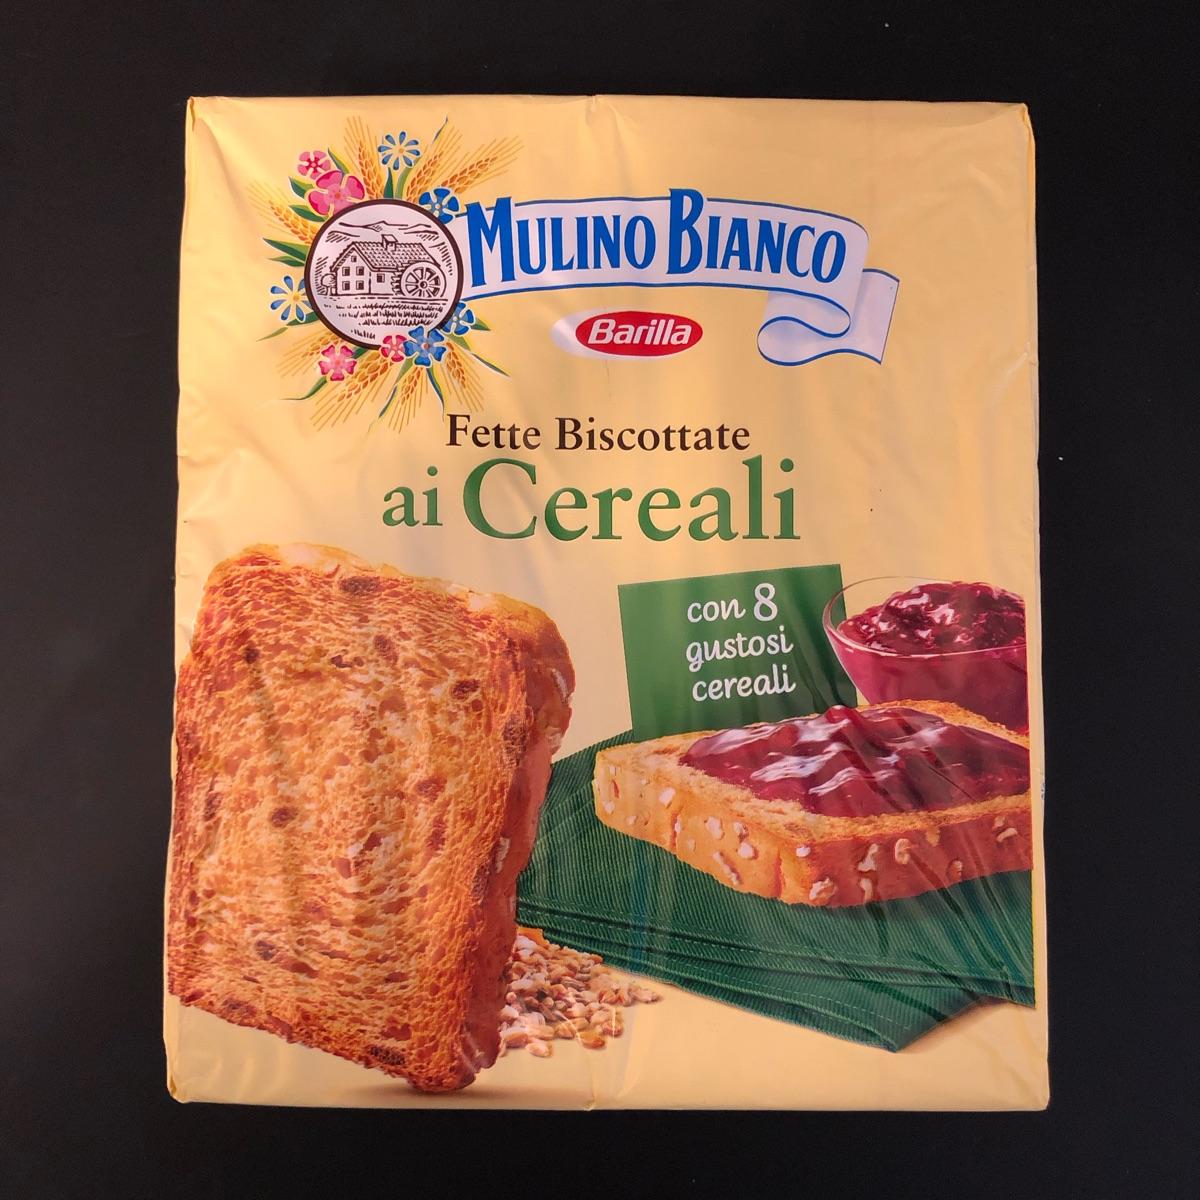 MULINO BIANCO
Barilla
Fette Biscottate
ai Cereali
con 8
gustosi
cereali